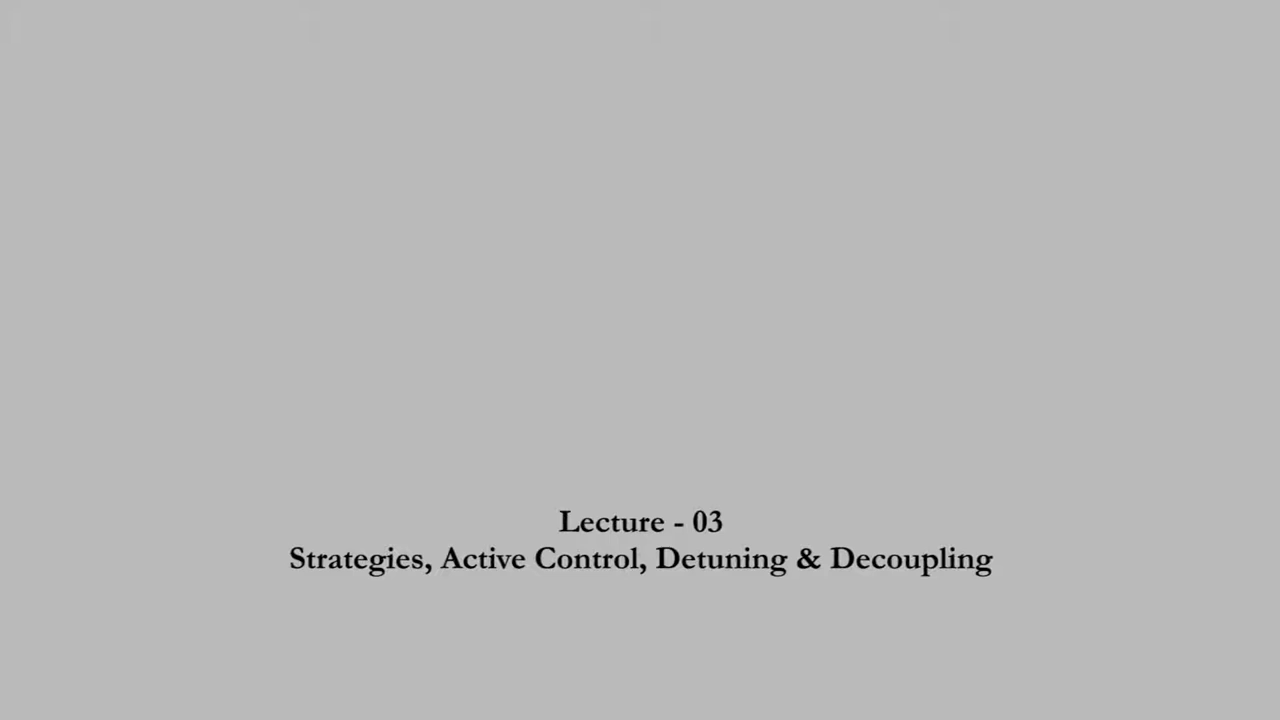 Lecture - 03
Strategies, Active Control, Detuning & Decoupling